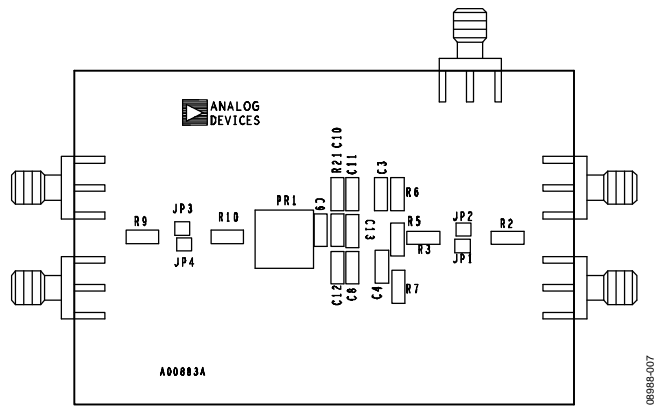 ANALOG
DEVICES
C10
R21
C11
C3
R6
PR1
C9
JP3
R9
R10
JP4
C13
R5
JP2
R2
R3
JP1
C12
C8
C4
R7
A00883A
08988-007